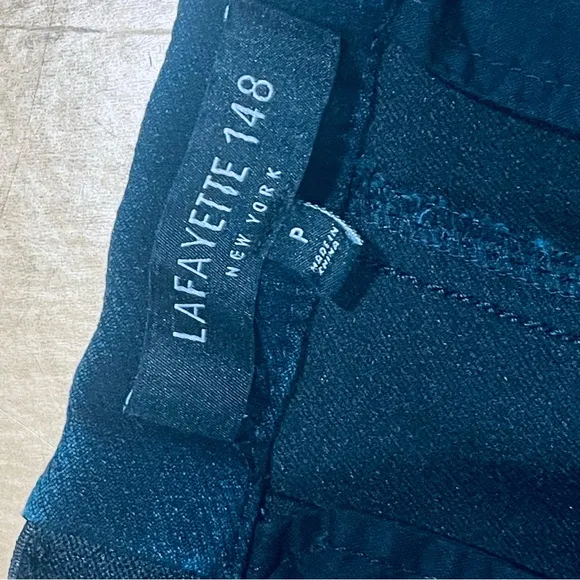 LAFAYETTE 148
NEW YORK
P
MADE IN
CHINA